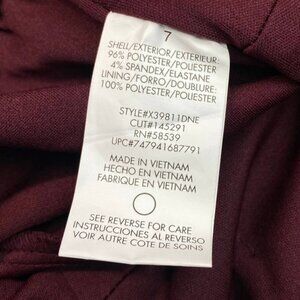 7
SHELL/EXTERIOR/EXTERIEUR:
96% POLYESTER/POLIESTER
4% SPANDEX/ELASTANE
LINING/FORRO/DOUBLURE:
100% POLYESTER/POLIESTER
STYLE#X39811DNE
CUT#145291
RN#58539
UPC#747941687791
MADE IN VIETNAM
HECHO EN VIETNAM
FABRIQUE EN VIETNAM
SEE REVERSE FOR CARE
INSTRUCCIONES AL REVERSO
VOIR AUTRE COTE DE SOINS